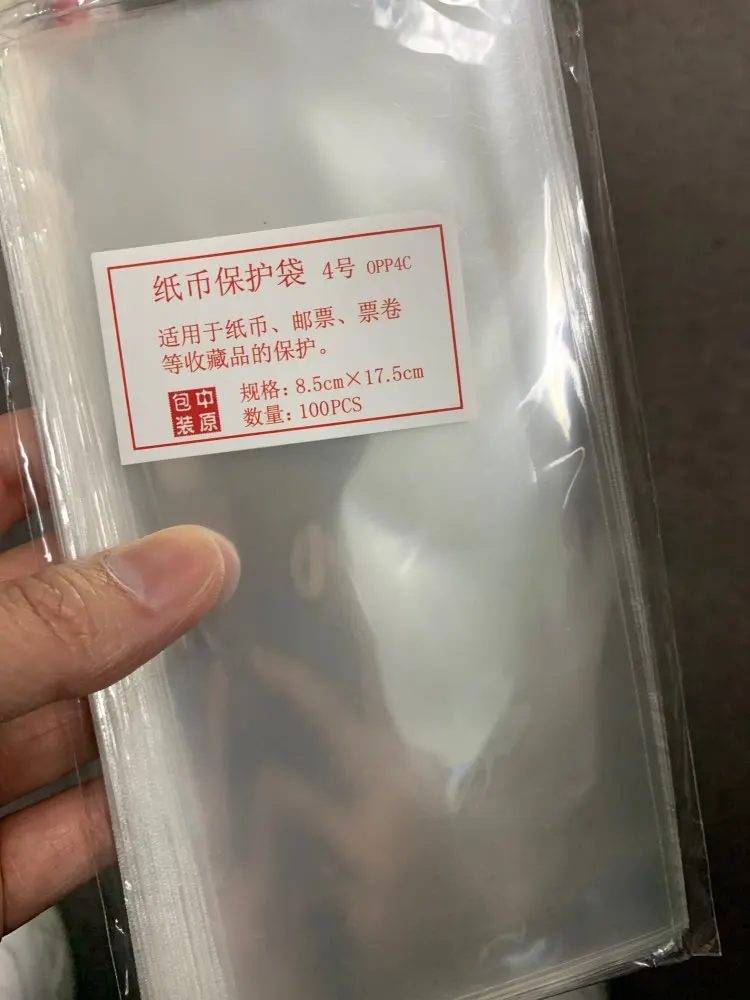 纸币保护袋 4号 OPP4C
适用于纸币、邮票、票卷
等收藏品的保护。
中原
包装
规格: 8.5cm×17.5cm
数量: 100PCS